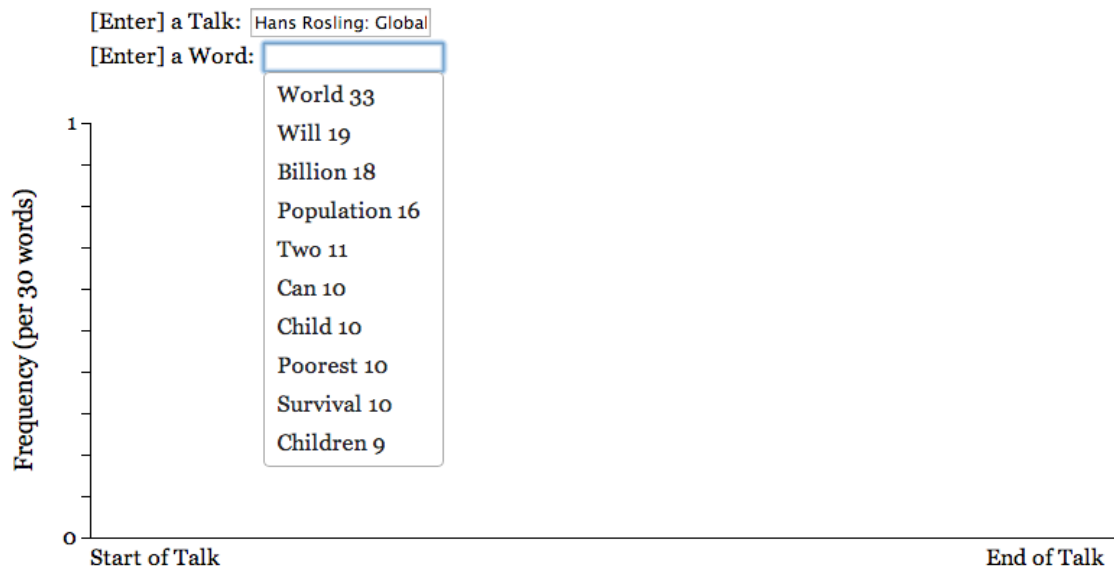 [Enter] a Talk: Hans Rosling: Global
[Enter] a Word:
World 33
Will 19
Billion 18
Population 16
Two 11
Can 10
Child 10
Poorest 10
Survival 10
Children 9
Frequency (per 30 words)
1
0
Start of Talk
End of Talk